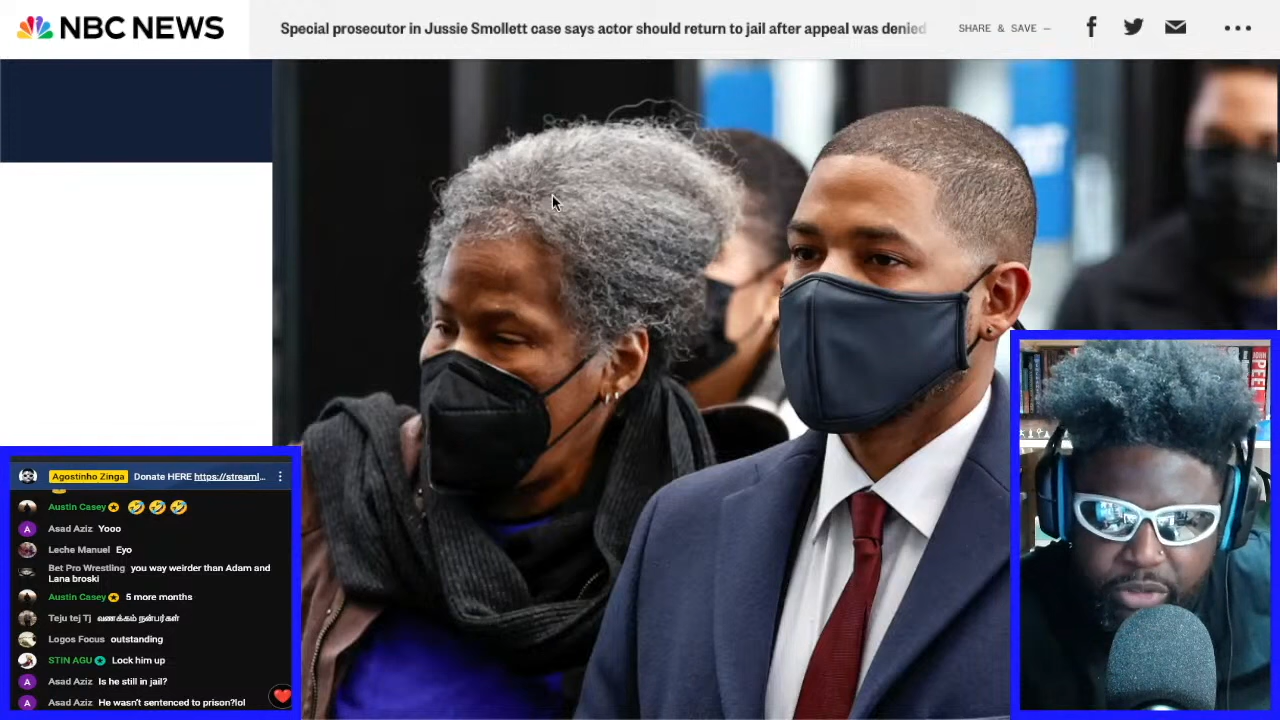 NBC NEWS
Special prosecutor in Jussie Smollett case says actor should return to jail after appeal was denied
SHARE & SAVE —
Agostinho Zinga Donate HERE https://streaml...
Austin Casey
A Asad Aziz Yooo
Leche Manuel Eyo
Bet Pro Wrestling you way weirder than Adam and
Lana broski
Austin Casey 5 more months
Teju tej Tj வணக்கம் நன்பர்கள்
Logos Focus outstanding
STIN AGU Lock him up
A Asad Aziz Is he still in jail?
A Asad Aziz He wasn't sentenced to prison?lol
PEEL